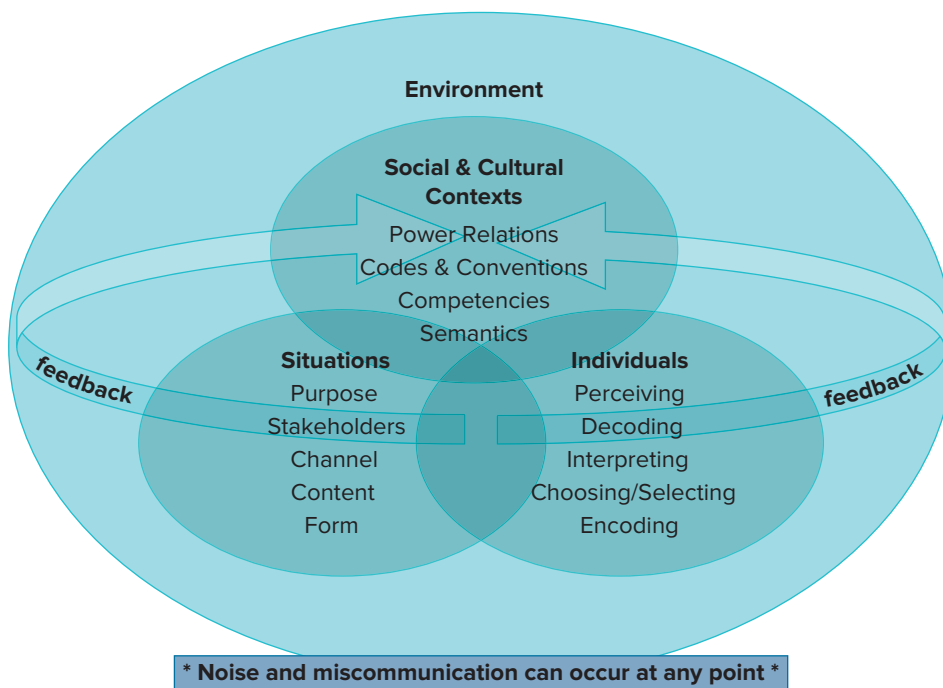 Environment
Social & Cultural
Contexts
Power Relations
Codes & Conventions
Competencies
Semantics
Situations
Purpose
Stakeholders
Channel
Content
Form
Individuals
Perceiving
Decoding
Interpreting
Choosing/Selecting
Encoding
feedback
feedback
* Noise and miscommunication can occur at any point *